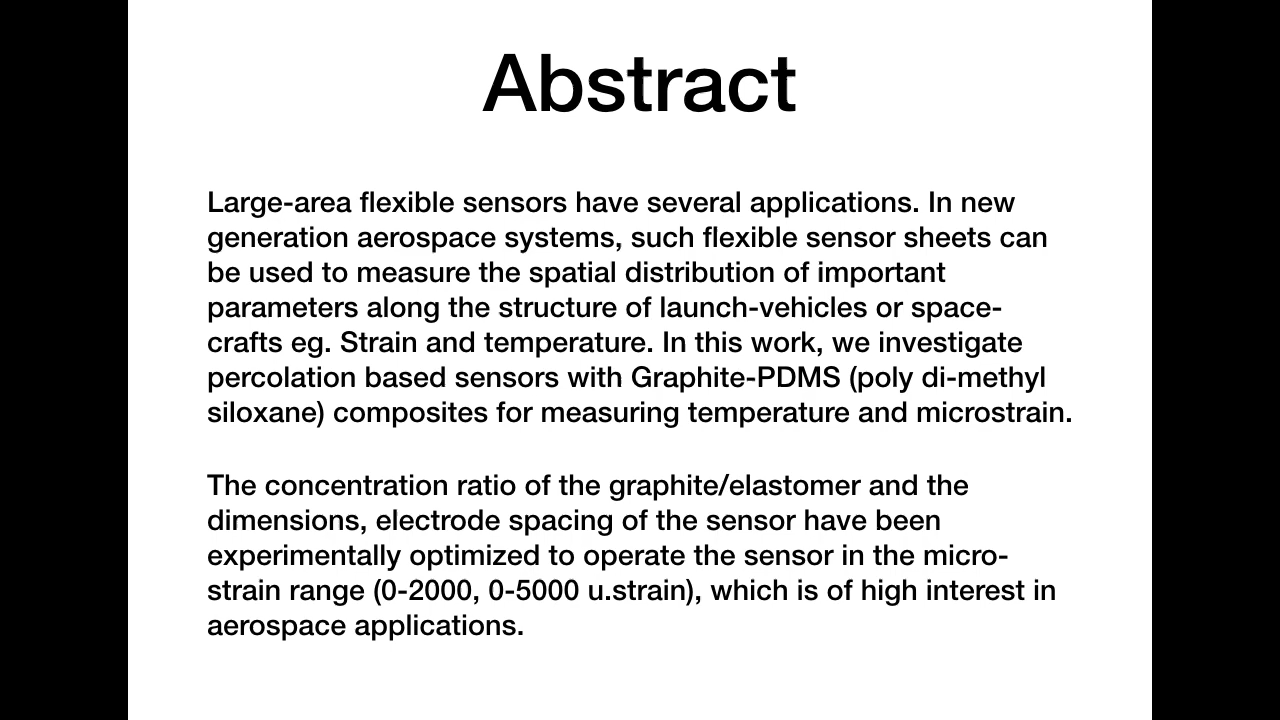 Abstract
Large-area flexible sensors have several applications. In new
generation aerospace systems, such flexible sensor sheets can
be used to measure the spatial distribution of important
parameters along the structure of launch-vehicles or space-
crafts eg. Strain and temperature. In this work, we investigate
percolation based sensors with Graphite-PDMS (poly di-methyl
siloxane) composites for measuring temperature and microstrain.
The concentration ratio of the graphite/elastomer and the
dimensions, electrode spacing of the sensor have been
experimentally optimized to operate the sensor in the micro-
strain range (0-2000, 0-5000 u.strain), which is of high interest in
aerospace applications.